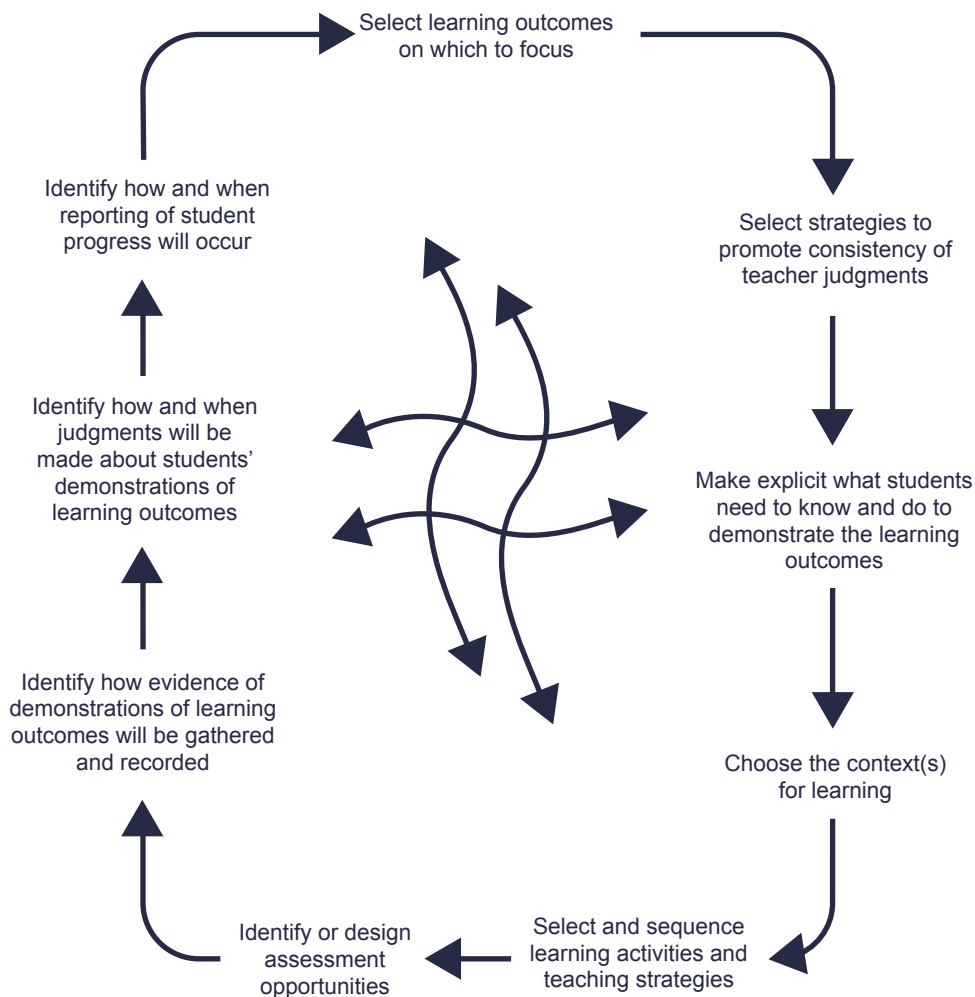 Select learning outcomes
on which to focus
Select strategies to
promote consistency of
teacher judgments
Make explicit what students
need to know and do to
demonstrate the learning
outcomes
Choose the context(s)
for learning
Select and sequence
learning activities and
teaching strategies
Identify or design
assessment
opportunities
Identify how evidence of
demonstrations of learning
outcomes will be gathered
and recorded
Identify how and when
judgments will be
made about students’
demonstrations of
learning outcomes
Identify how and when
reporting of student
progress will occur